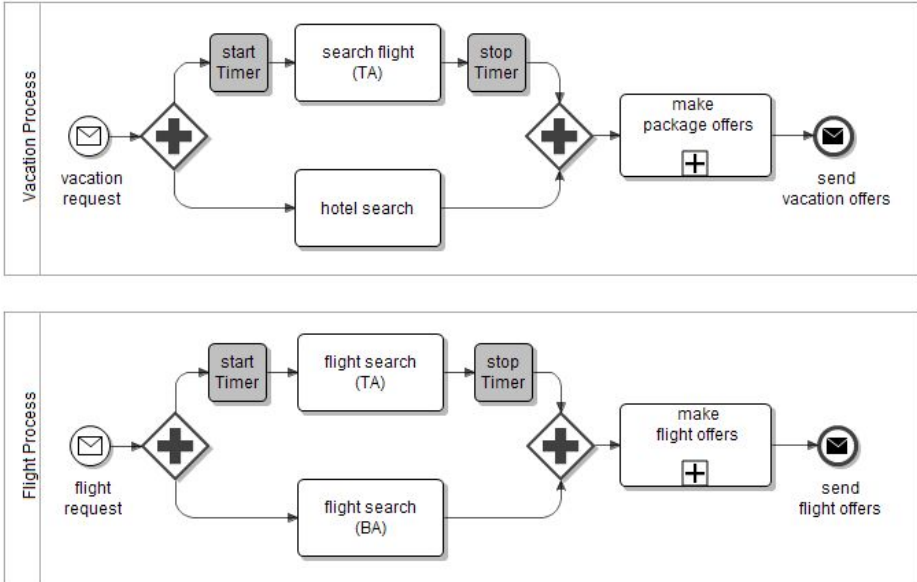 Vacation Process
vacation
request
start
Timer
search flight
(TA)
stop
Timer
hotel search
make
package offers
send
vacation offers
Flight Process
flight
request
start
Timer
flight search
(TA)
stop
Timer
flight search
(BA)
make
flight offers
send
flight offers